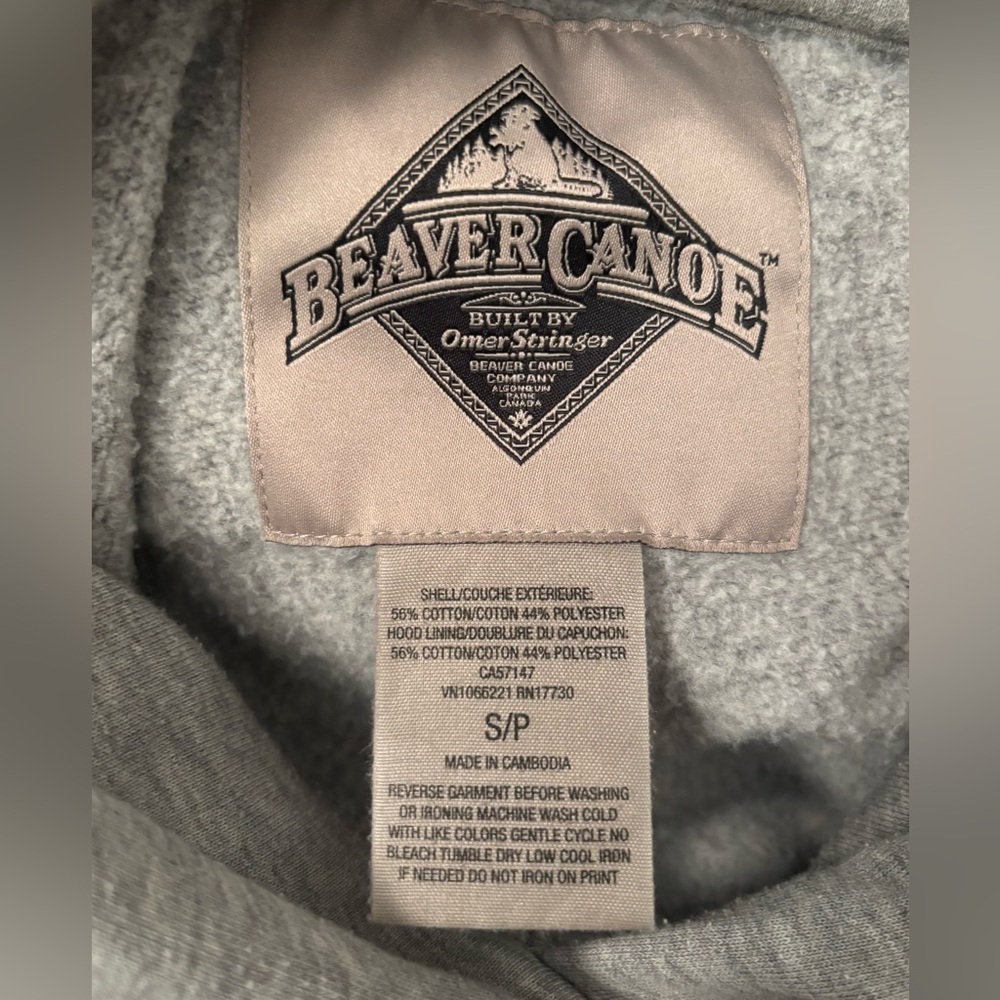 BEAVER CANOE™
BUILT BY
Omer Stringer
BEAVER CANOE
COMPANY
ALGONQUIN
PARK
CANADA
SHELL/COUCHE EXTÉRIEURE:
56% COTTON/COTON 44% POLYESTER
HOOD LINING/DOUBLURE DU CAPUCHON:
56% COTTON/COTON 44% POLYESTER
CA57147
VN1066221 RN17730
S/P
MADE IN CAMBODIA
REVERSE GARMENT BEFORE WASHING
OR IRONING MACHINE WASH COLD
WITH LIKE COLORS GENTLE CYCLE NO
BLEACH TUMBLE DRY LOW COOL IRON
IF NEEDED DO NOT IRON ON PRINT